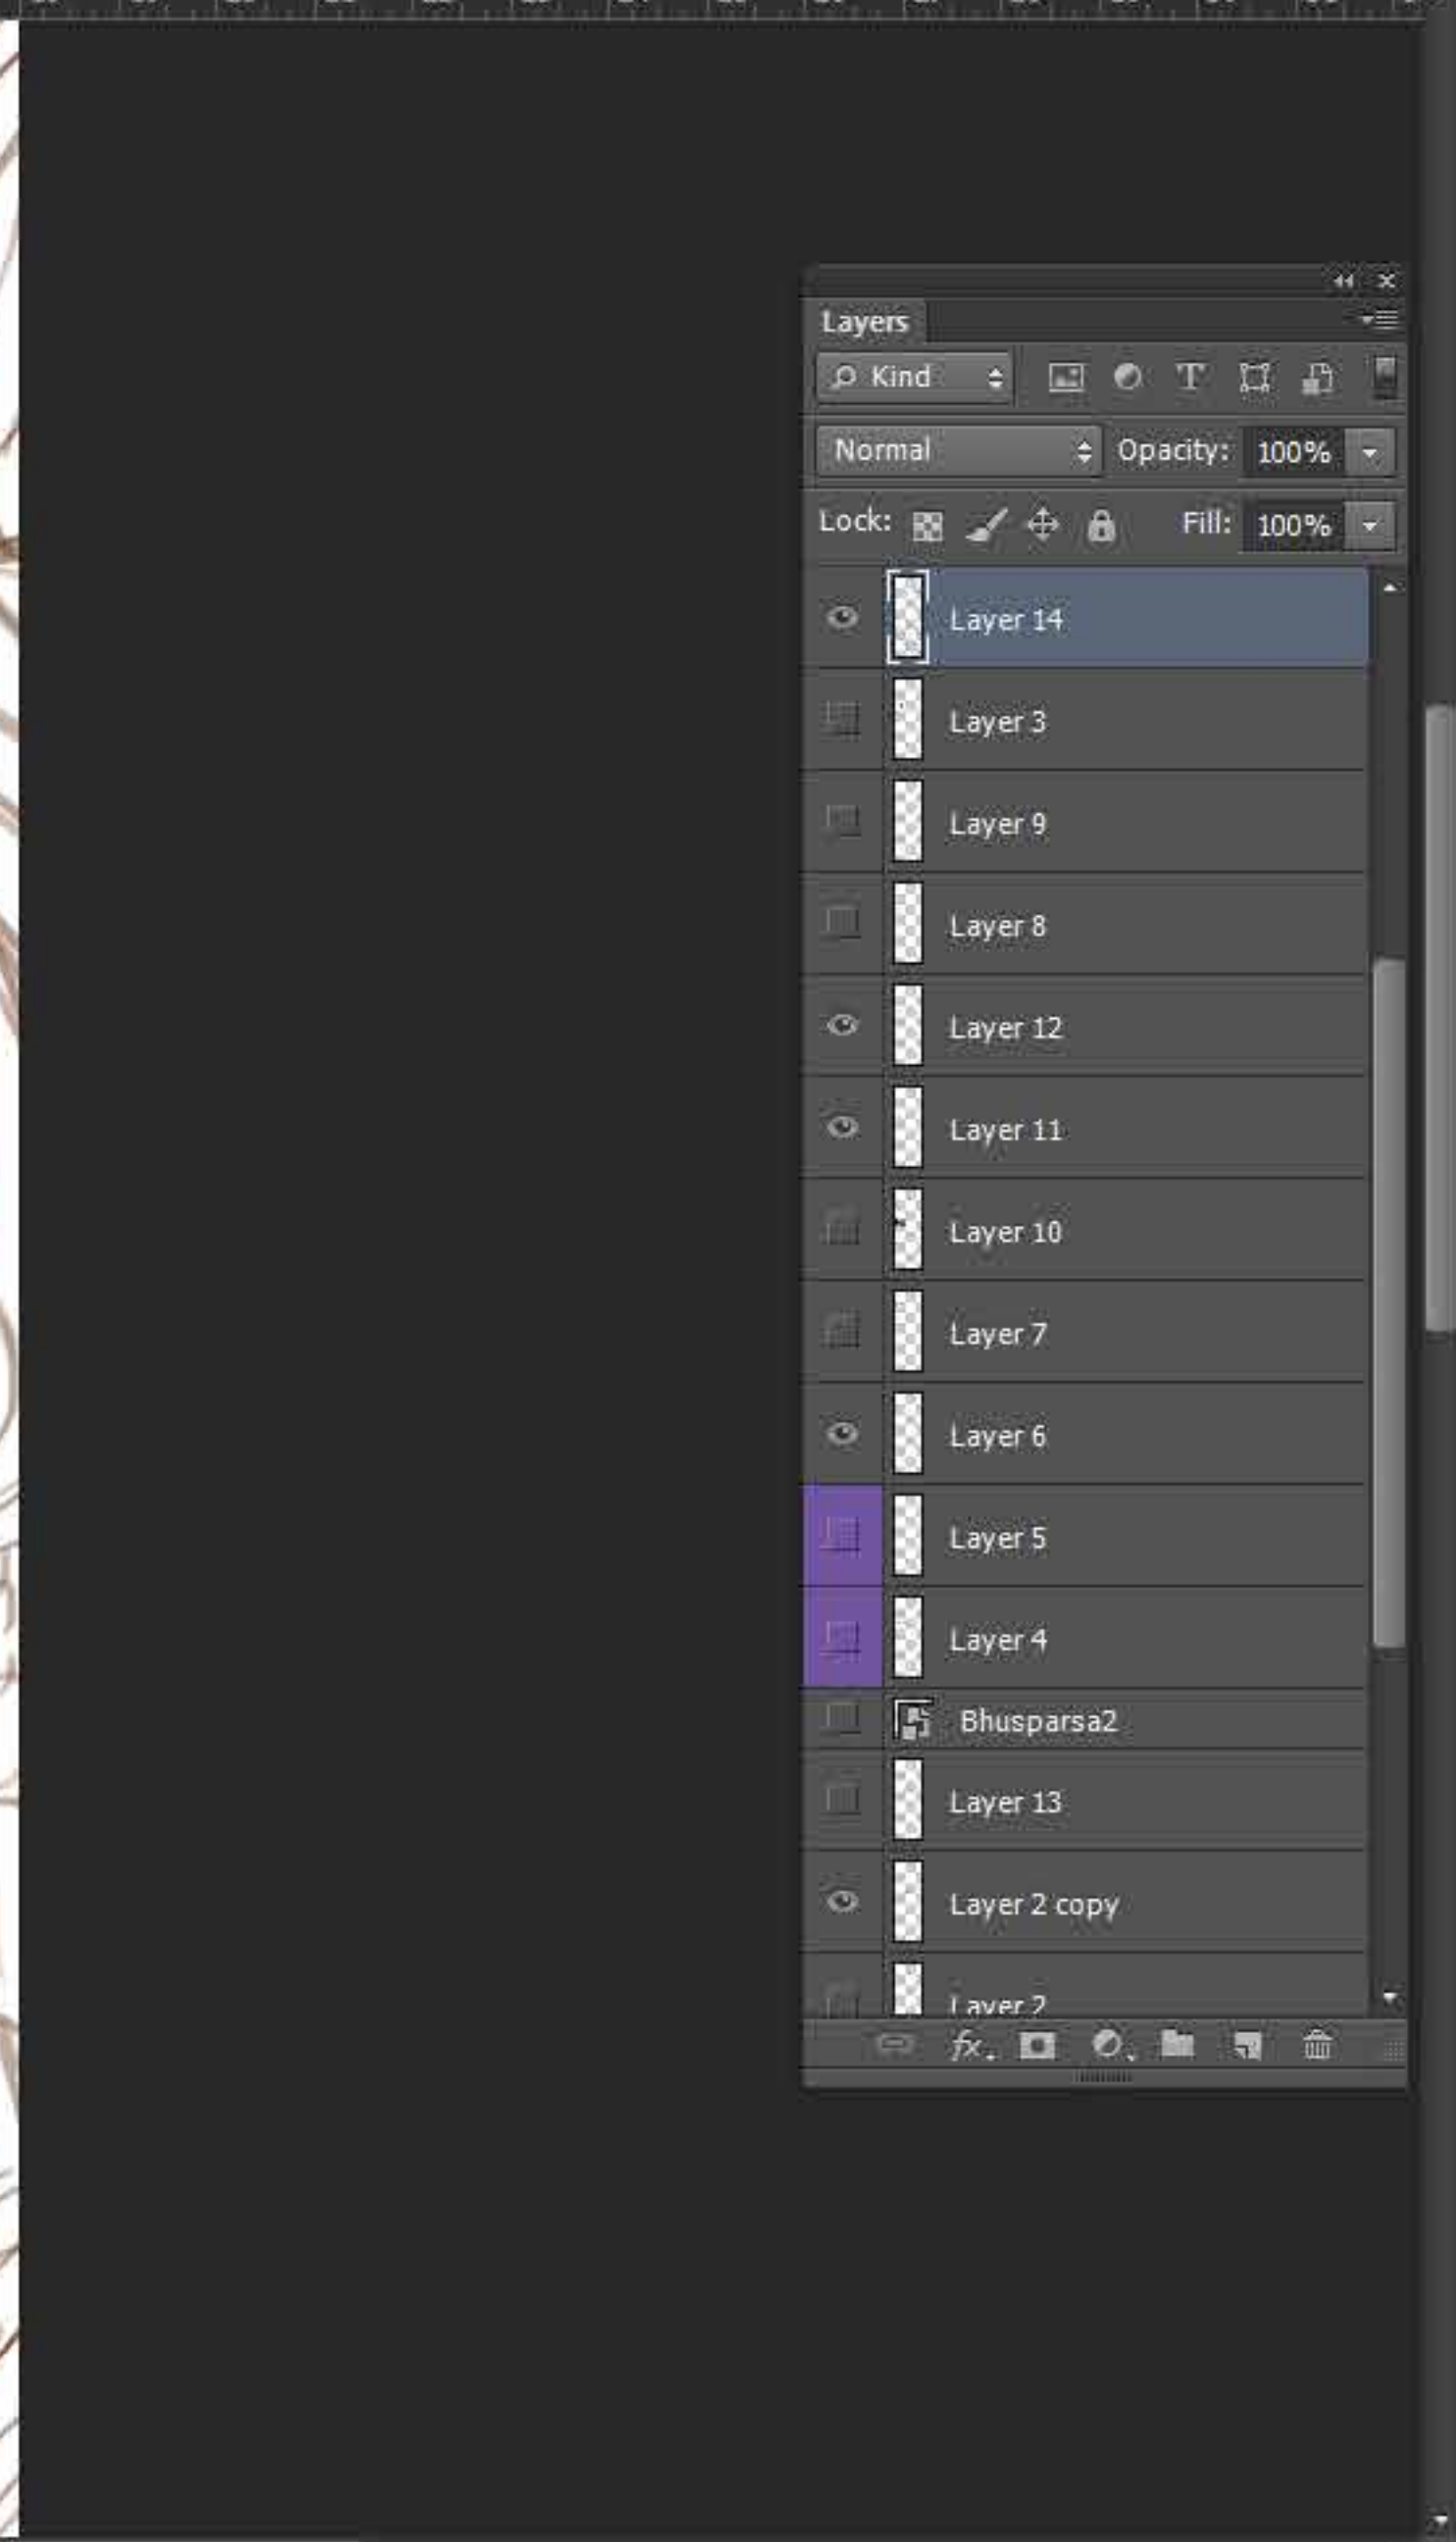 Layers
Kind
Normal Opacity: 100%
Lock: Fill: 100%
Layer 14
Layer 3
Layer 9
Layer 8
Layer 12
Layer 11
Layer 10
Layer 7
Layer 6
Layer 5
Layer 4
Bhusparsa2
Layer 13
Layer 2 copy
Layer 2
fx